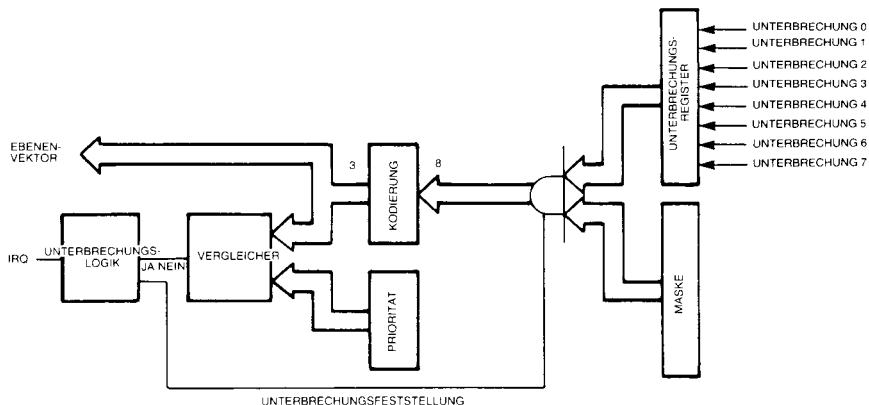 UNTERBRECHUNGS-
REGISTER
UNTERBRECHUNG 0
UNTERBRECHUNG 1
UNTERBRECHUNG 2
UNTERBRECHUNG 3
UNTERBRECHUNG 4
UNTERBRECHUNG 5
UNTERBRECHUNG 6
UNTERBRECHUNG 7
EBENEN-
VEKTOR
3
KODIERUNG
8
IRQ
UNTERBRECHUNGS-
LOGIK
JA NEIN
VERGLEICHER
PRIORITAT
MASKE
UNTERBRECHUNGSFESTSTELLUNG